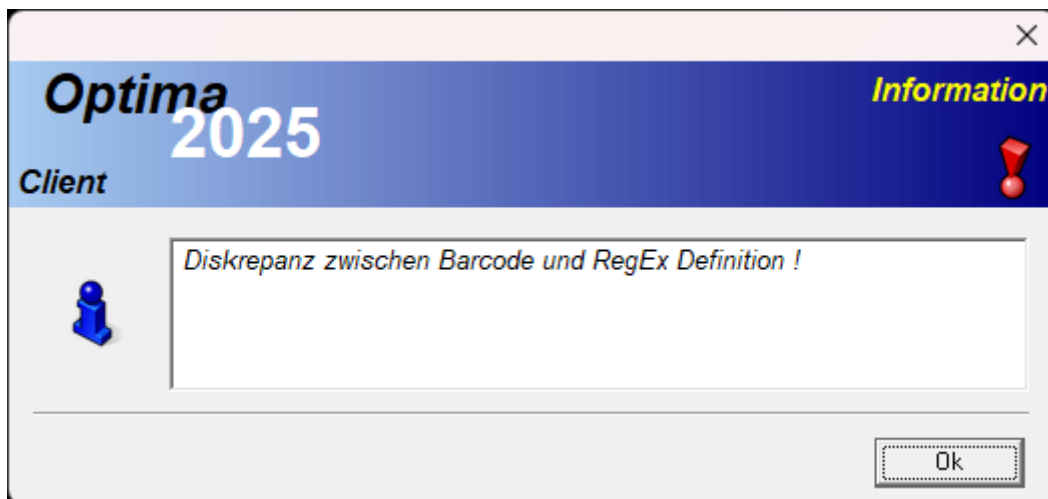 Optima
2025
Information
Client
Diskrepanz zwischen Barcode und RegEx Definition !
Ok